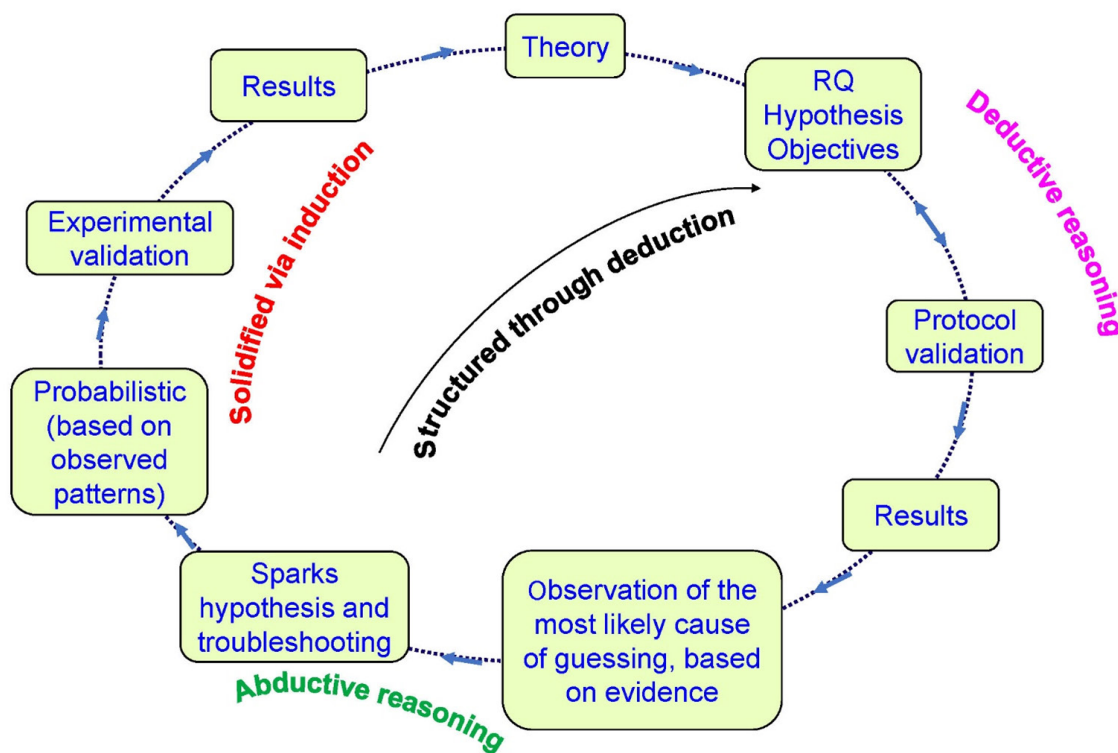 Theory
RQ
Hypothesis
Objectives
Deductive reasoning
Protocol
validation
Results
Observation of the
most likely cause
of guessing, based
on evidence
Abductive reasoning
Sparks
hypothesis and
troubleshooting
Probabilistic
(based on
observed
patterns)
Experimental
validation
Results
Solidified via induction
Structured through deduction